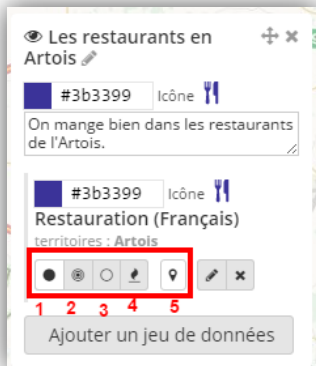 Les restaurants en
Artois
#3b3399 Icône
On mange bien dans les restaurants
de l'Artois.
#3b3399 Icône
Restauration (Français)
territoires : Artois
1 2 3 4 5
Ajouter un jeu de données